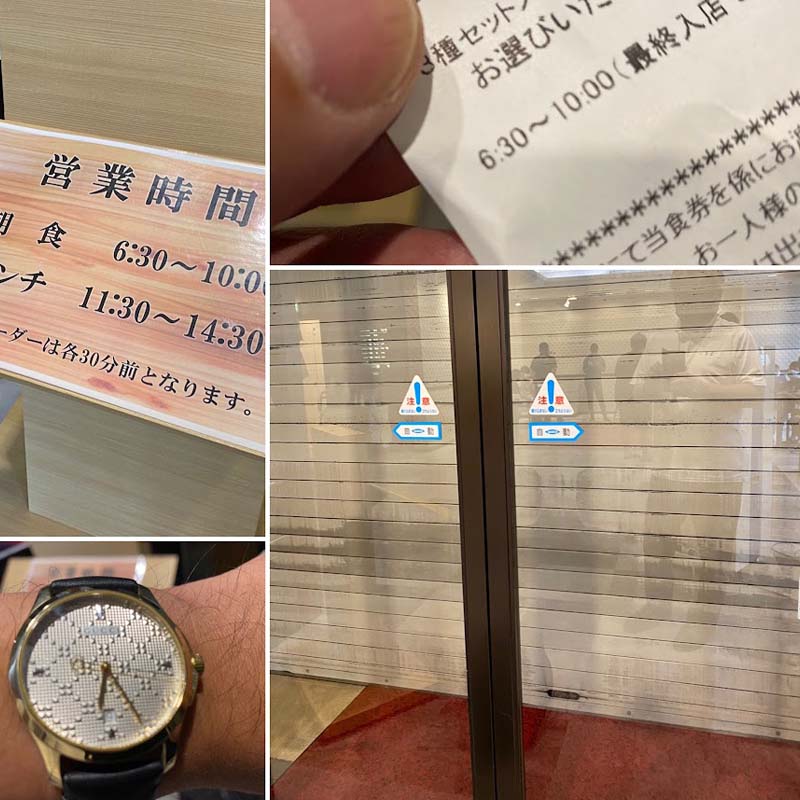 営業時間
朝食 6:30～10:00
ンチ 11:30～14:30
ーダーは各30分前となります。
種セット
お選びいた
6:30～10:00(最終入店
********************
て当食券を係にお
お一人様の
は出
注意
自動
注意
自動